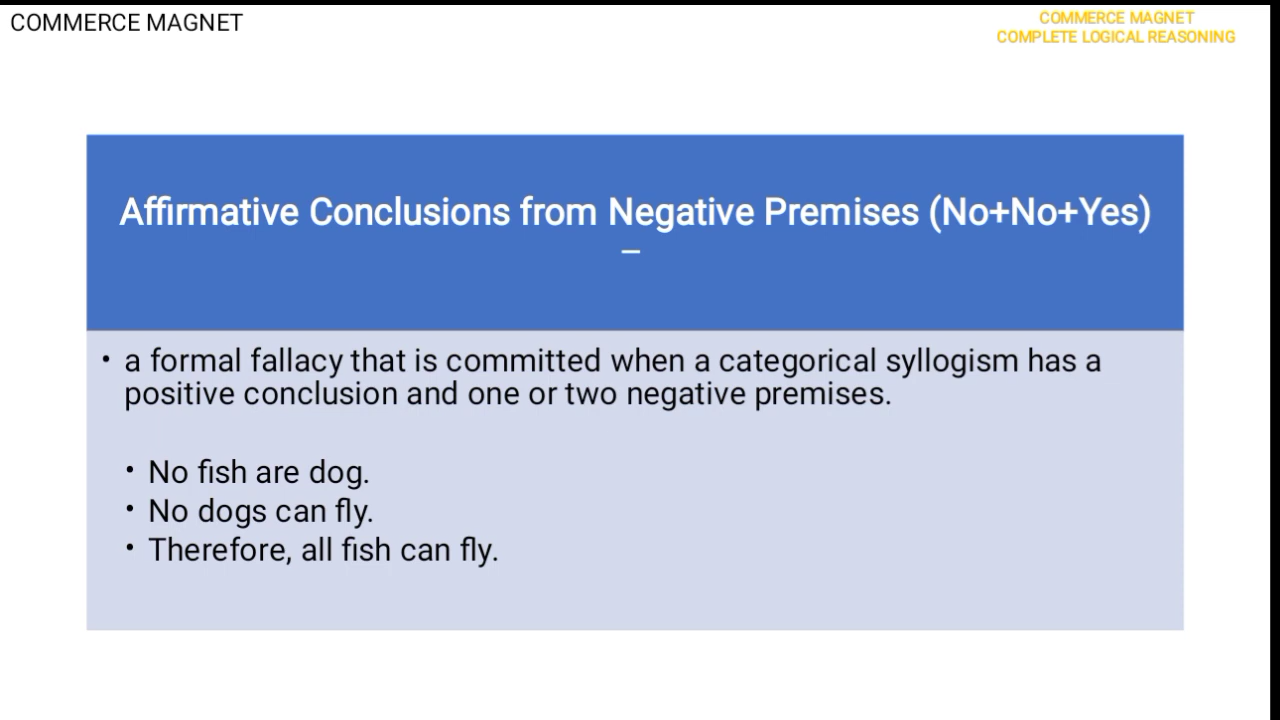 COMMERCE MAGNET
COMMERCE MAGNET
COMPLETE LOGICAL REASONING
Affirmative Conclusions from Negative Premises (No+No+Yes)
–
• a formal fallacy that is committed when a categorical syllogism has a
positive conclusion and one or two negative premises.
• No fish are dog.
• No dogs can fly.
• Therefore, all fish can fly.